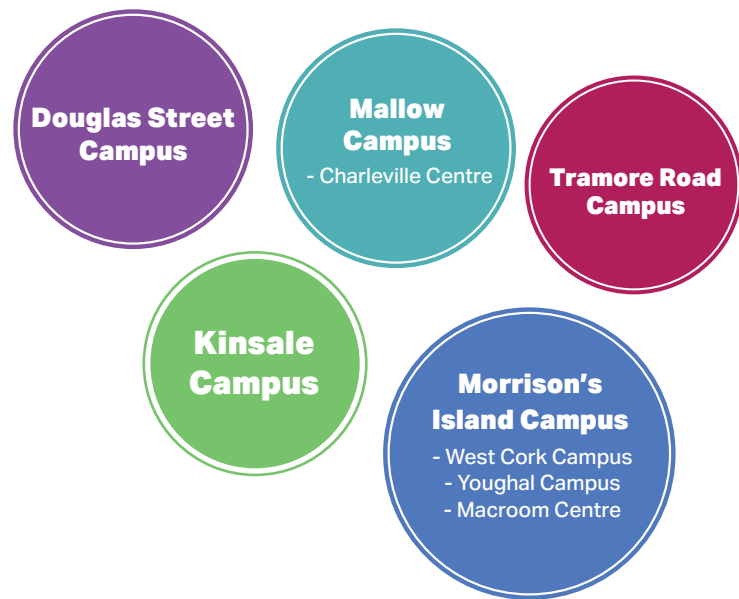 Douglas Street
Campus
Mallow
Campus
- Charleville Centre
Tramore Road
Campus
Kinsale
Campus
Morrison’s
Island Campus
- West Cork Campus
- Youghal Campus
- Macroom Centre